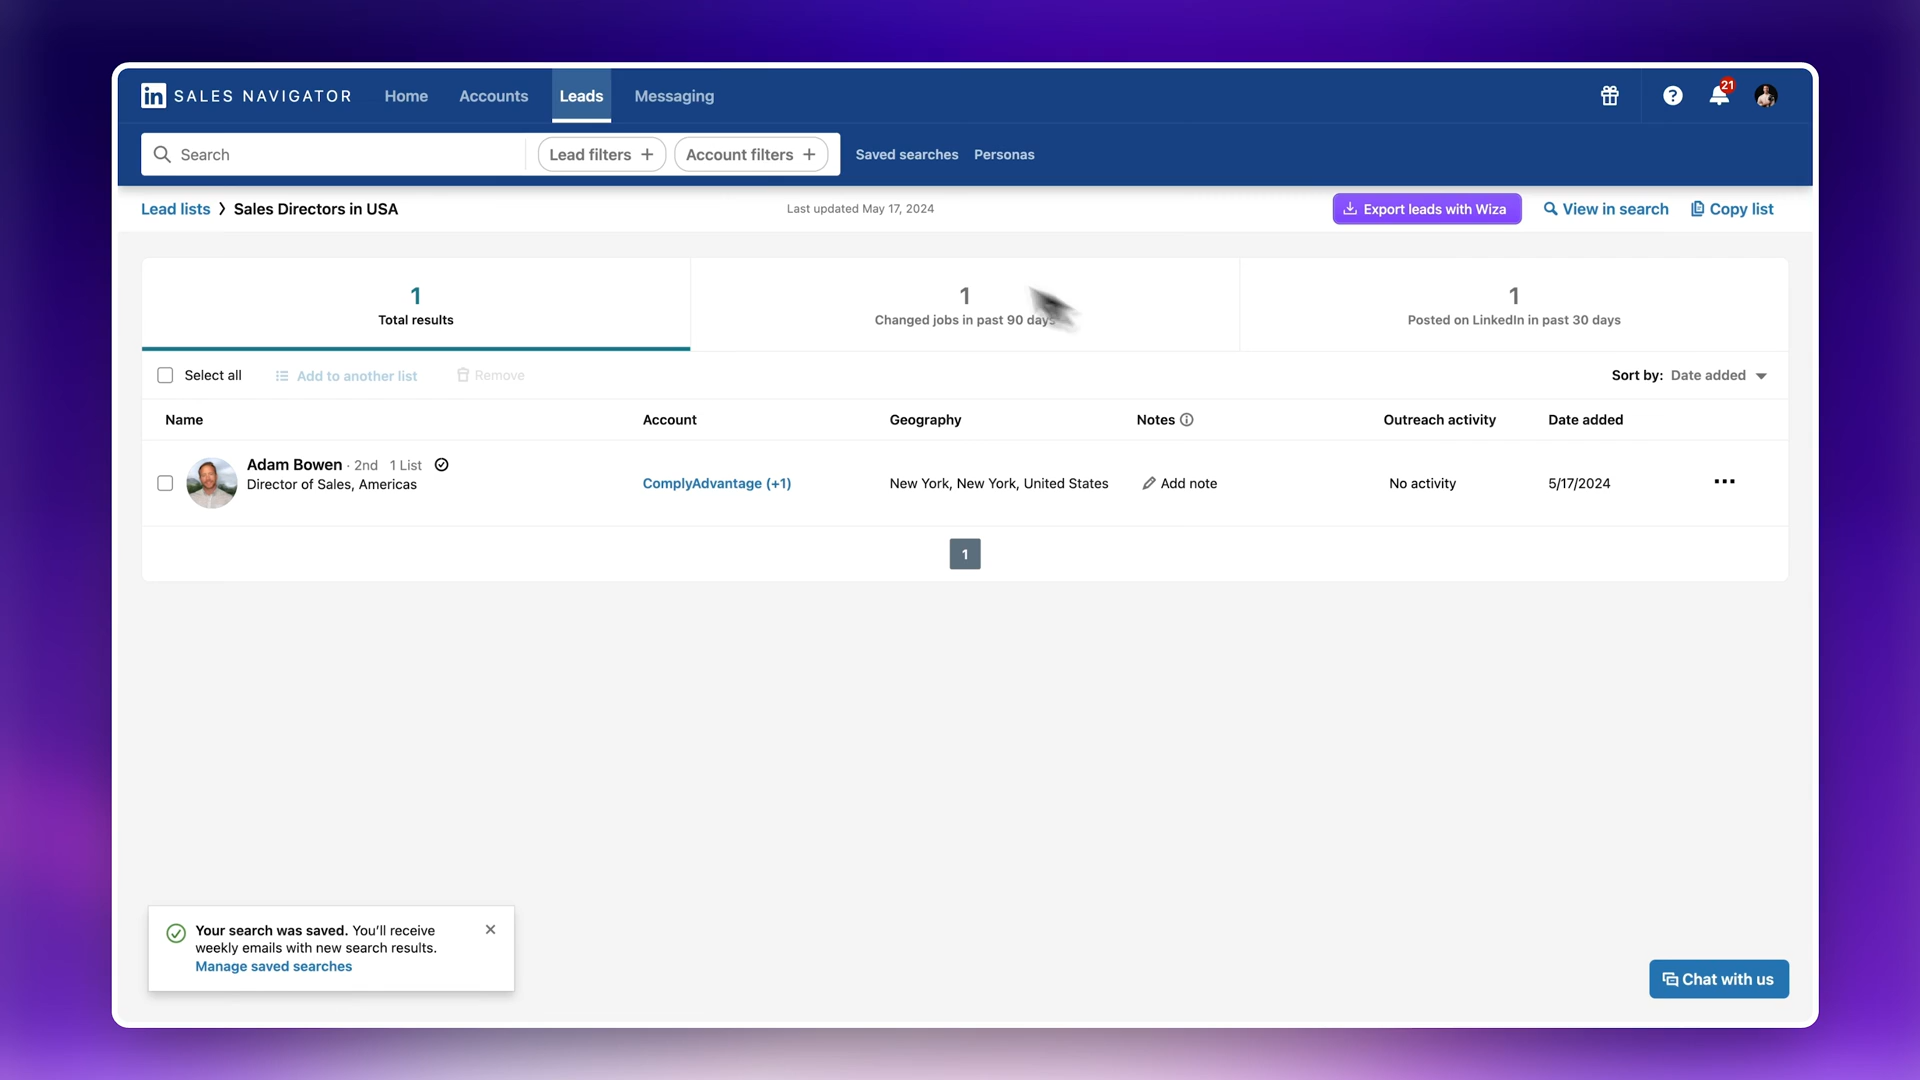 in SALES NAVIGATOR Home Accounts Leads Messaging ? 21
Search Lead filters + Account filters + Saved searches Personas
Lead lists > Sales Directors in USA Last updated May 17, 2024 Export leads with Wiza View in search Copy list
1 1 1
Total results Changed jobs in past 90 days Posted on LinkedIn in past 30 days
Select all Add to another list Remove Sort by: Date added
Name Account Geography Notes Outreach activity Date added
Adam Bowen · 2nd 1 List
Director of Sales, Americas ComplyAdvantage (+1) New York, New York, United States Add note No activity 5/17/2024 ...
1
Your search was saved. You'll receive
weekly emails with new search results.
Manage saved searches
Chat with us